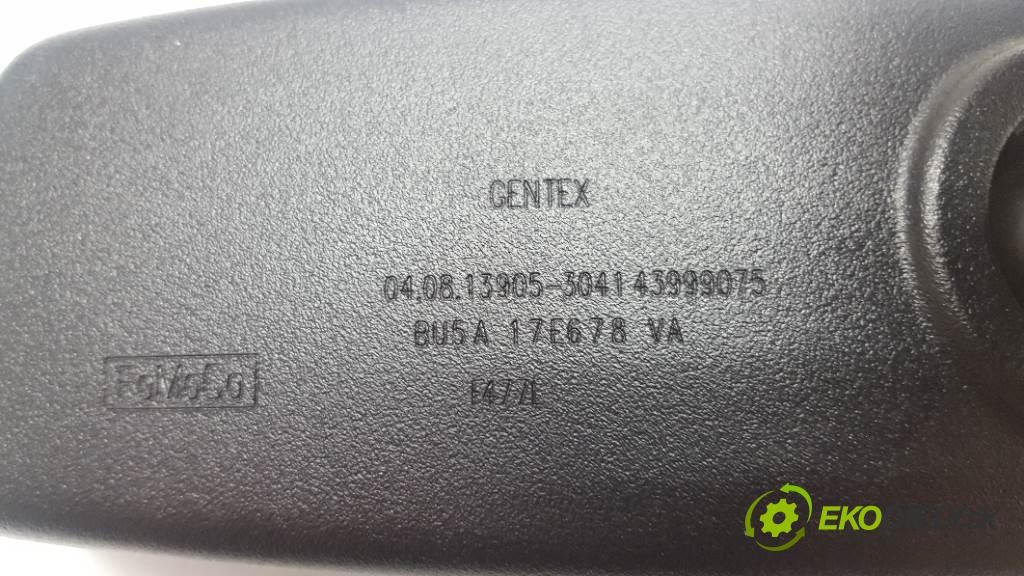 GENTEX
04.08.13905-304143999075
BU5A 17E678 VA
FoMoCo
EKO